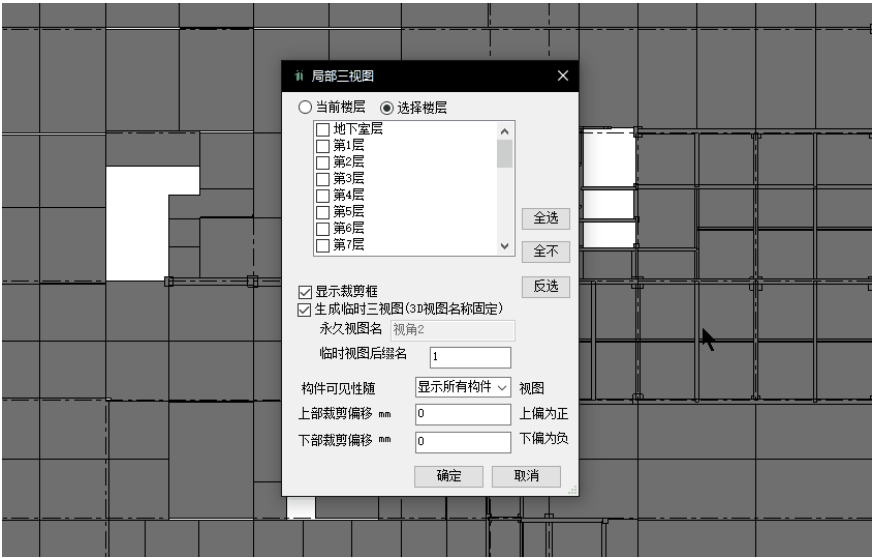 局部三视图
当前楼层 选择楼层
地下室层
第1层
第2层
第3层
第4层
第5层
第6层
第7层
全选
全不
反选
显示裁剪框
生成临时三视图(3D视图名称固定)
永久视图名 视角2
临时视图后缀名 1
构件可见性随 显示所有构件 视图
上部裁剪偏移 mm 0 上偏为正
下部裁剪偏移 mm 0 下偏为负
确定 取消